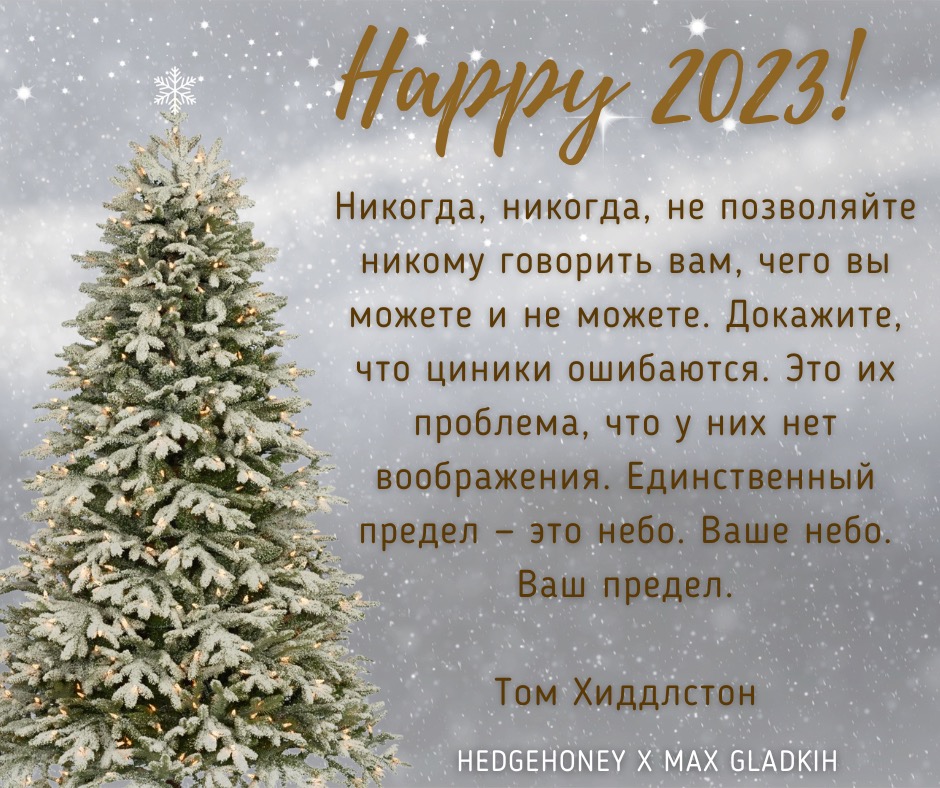 Happy 2023!
Никогда, никогда, не позволяйте
никому говорить вам, чего вы
можете и не можете. Докажите,
что циники ошибаются. Это их
проблема, что у них нет
воображения. Единственный
предел – это небо. Ваше небо.
Ваш предел.
Том Хиддлстон
HEDGEHONEY X MAX GLADKIH